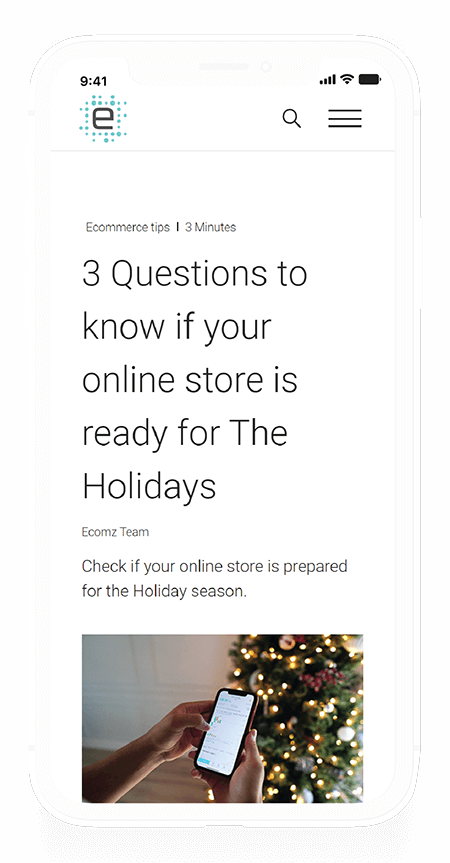 9:41
e
Ecommerce tips I 3 Minutes
3 Questions to
know if your
online store is
ready for The
Holidays
Ecomz Team
Check if your online store is prepared
for the Holiday season.